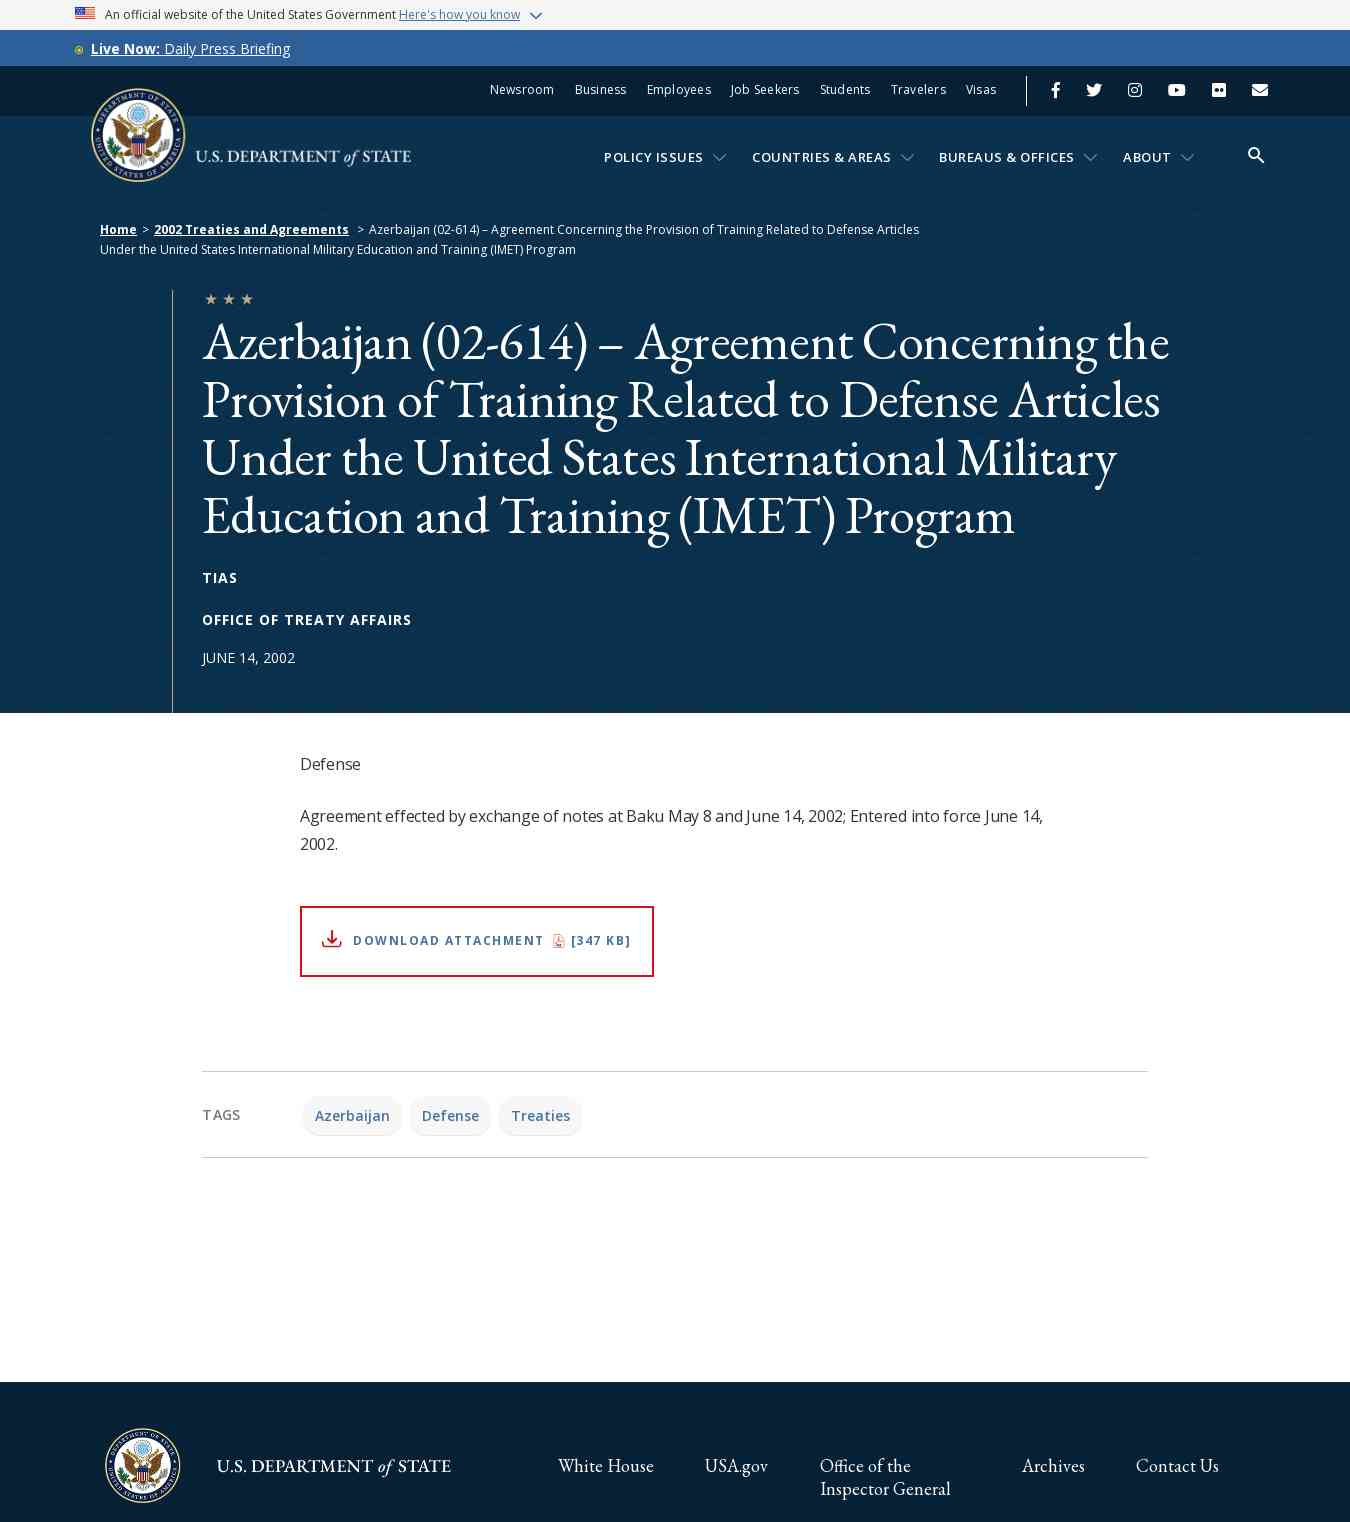 An official website of the United States Government Here's how you know
Live Now: Daily Press Briefing
Newsroom Business Employees Job Seekers Students Travelers Visas
U.S. DEPARTMENT of STATE
POLICY ISSUES COUNTRIES & AREAS BUREAUS & OFFICES ABOUT
Home > 2002 Treaties and Agreements > Azerbaijan (02-614) – Agreement Concerning the Provision of Training Related to Defense Articles
Under the United States International Military Education and Training (IMET) Program
Azerbaijan (02-614) – Agreement Concerning the
Provision of Training Related to Defense Articles
Under the United States International Military
Education and Training (IMET) Program
TIAS
OFFICE OF TREATY AFFAIRS
JUNE 14, 2002
Defense
Agreement effected by exchange of notes at Baku May 8 and June 14, 2002; Entered into force June 14,
2002.
DOWNLOAD ATTACHMENT [347 KB]
TAGS Azerbaijan Defense Treaties
U.S. DEPARTMENT of STATE
White House USA.gov Office of the Archives Contact Us
Inspector General